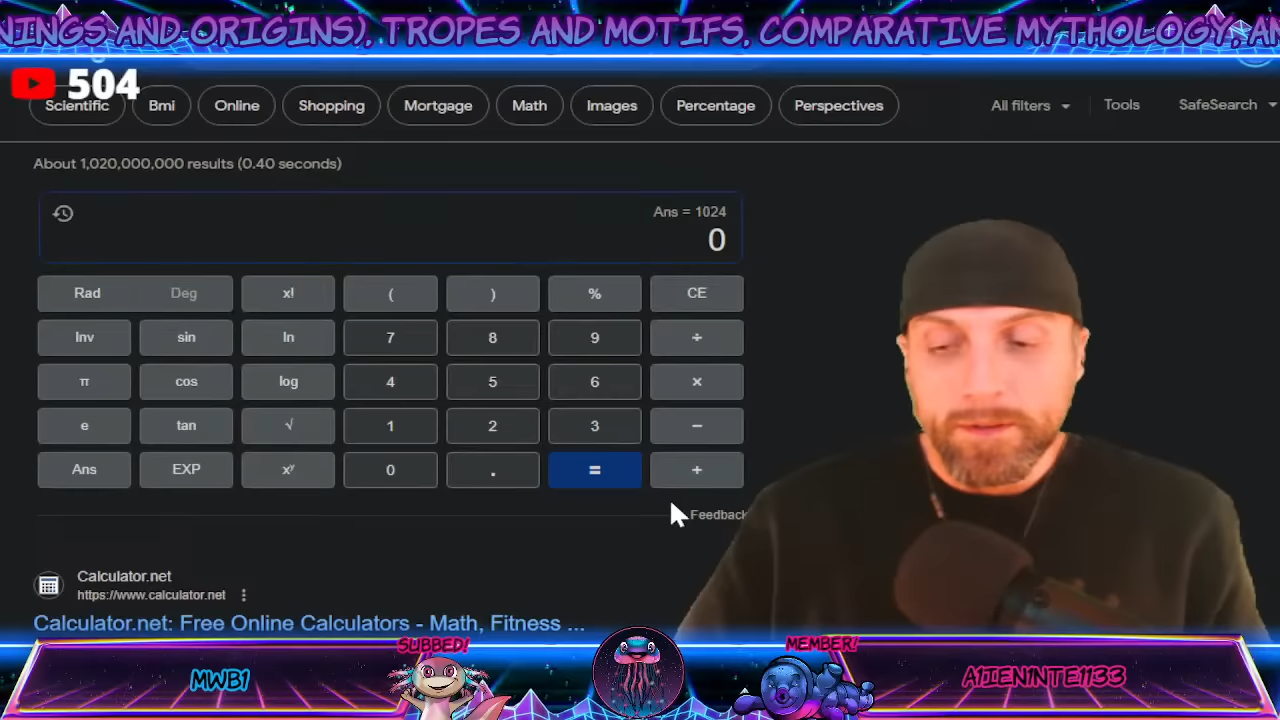 NINGS AND ORIGINS), TROPES AND MOTIFS, COMPARATIVE MYTHOLOGY, AN
504
Scientific Bmi Online Shopping Mortgage Math Images Percentage Perspectives All filters Tools SafeSearch
About 1,020,000,000 results (0.40 seconds)
Ans = 1024
0
Rad Deg x! ( ) % CE
Inv sin ln 7 8 9 ÷
π cos log 4 5 6 ×
e tan √ 1 2 3 −
Ans EXP xʸ 0 . = +
Feedback
Calculator.net
https://www.calculator.net
Calculator.net: Free Online Calculators - Math, Fitness ...
SUBBED! MEMBER!
MWB1 A1IEN1NTE1133